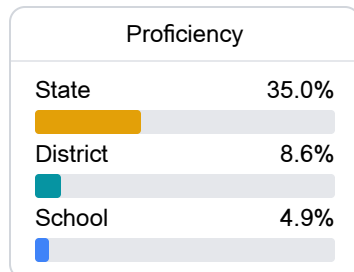 Proficiency
State 35.0%
District 8.6%
School 4.9%